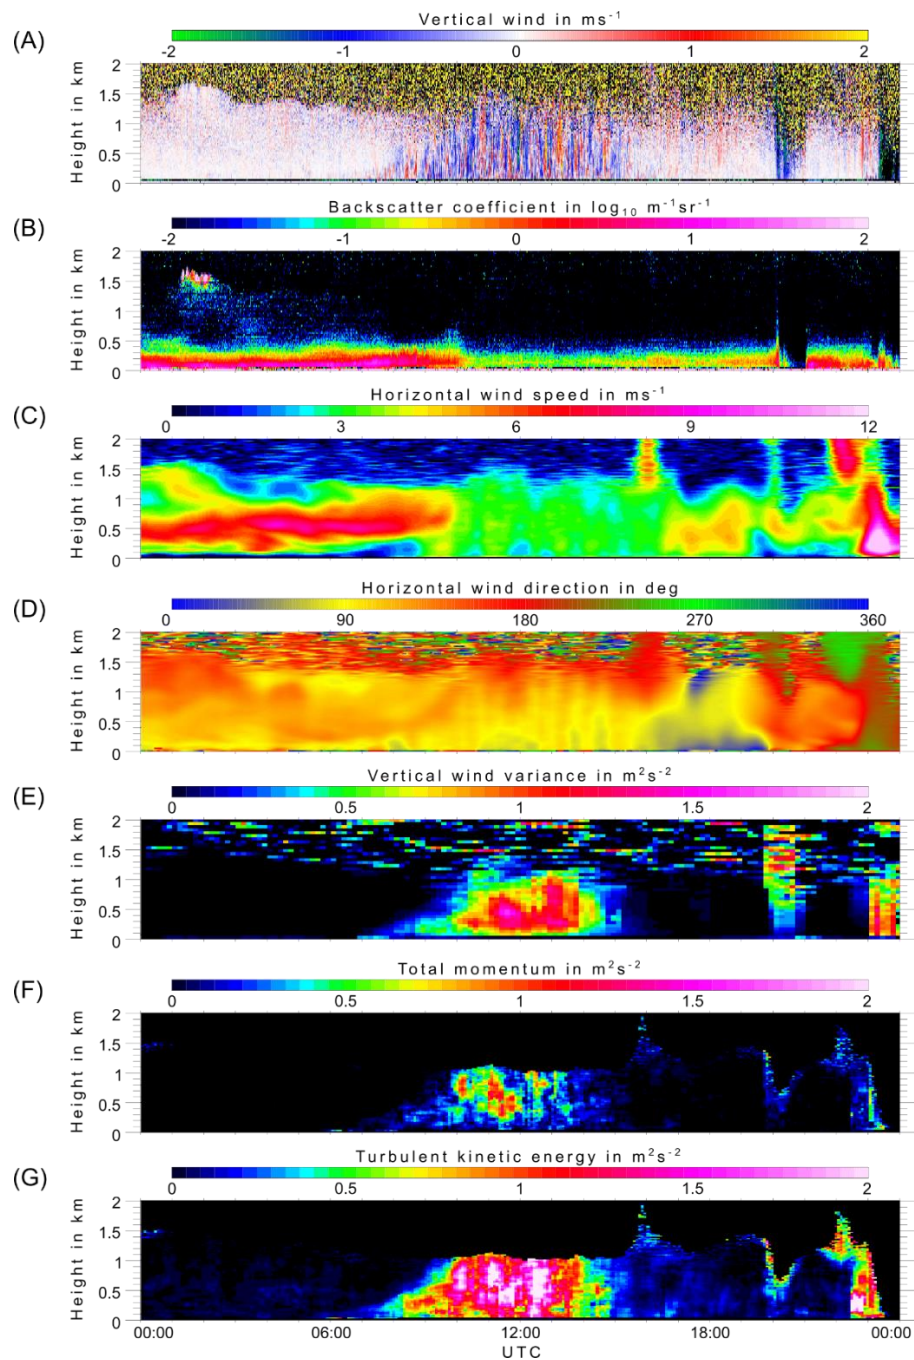 (A)
Vertical wind in ms⁻¹
-2 -1 0 1 2
Height in km
2
1.5
1
0.5
0
(B)
Backscatter coefficient in log₁₀ m⁻¹sr⁻¹
-2 -1 0 1 2
Height in km
2
1.5
1
0.5
0
(C)
Horizontal wind speed in ms⁻¹
0 3 6 9 12
Height in km
2
1.5
1
0.5
0
(D)
Horizontal wind direction in deg
0 90 180 270 360
Height in km
2
1.5
1
0.5
0
(E)
Vertical wind variance in m²s⁻²
0 0.5 1 1.5 2
Height in km
2
1.5
1
0.5
0
(F)
Total momentum in m²s⁻²
0 0.5 1 1.5 2
Height in km
2
1.5
1
0.5
0
(G)
Turbulent kinetic energy in m²s⁻²
0 0.5 1 1.5 2
Height in km
2
1.5
1
0.5
0
00:00 06:00 12:00 18:00 00:00
UTC